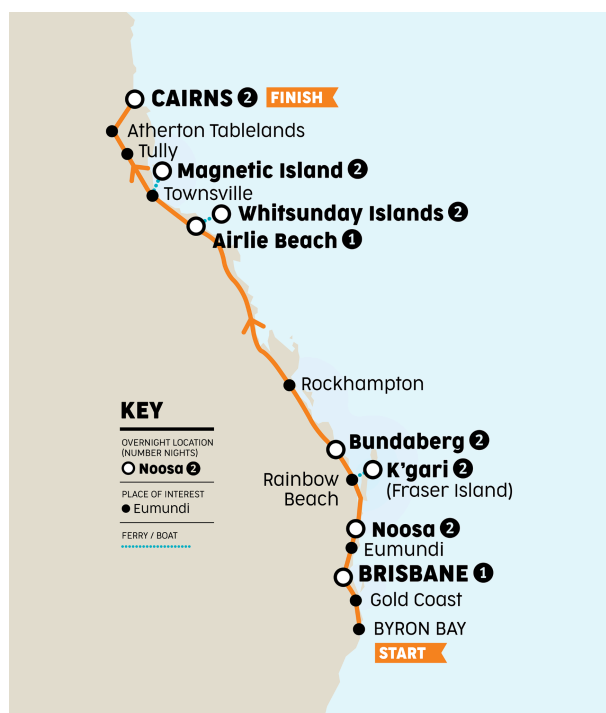 CAIRNS 2 FINISH
Atherton Tablelands
Tully
Magnetic Island 2
Townsville
Whitsunday Islands 2
Airlie Beach 1
Rockhampton
KEY
OVERNIGHT LOCATION
(NUMBER NIGHTS)
Noosa 2
PLACE OF INTEREST
Eumundi
FERRY / BOAT
Bundaberg 2
K'gari 2
(Fraser Island)
Rainbow
Beach
Noosa 2
Eumundi
BRISBANE 1
Gold Coast
BYRON BAY
START